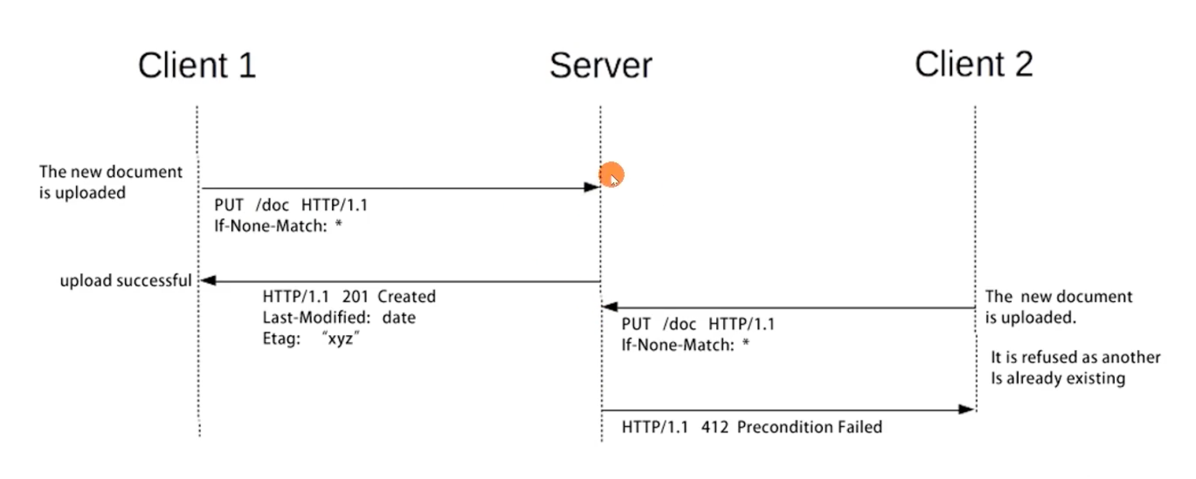 Client 1
Server
Client 2
The new document
is uploaded
PUT /doc HTTP/1.1
If-None-Match: *
upload successful
HTTP/1.1 201 Created
Last-Modified: date
Etag: “xyz”
The new document
is uploaded.
PUT /doc HTTP/1.1
If-None-Match: *
It is refused as another
Is already existing
HTTP/1.1 412 Precondition Failed